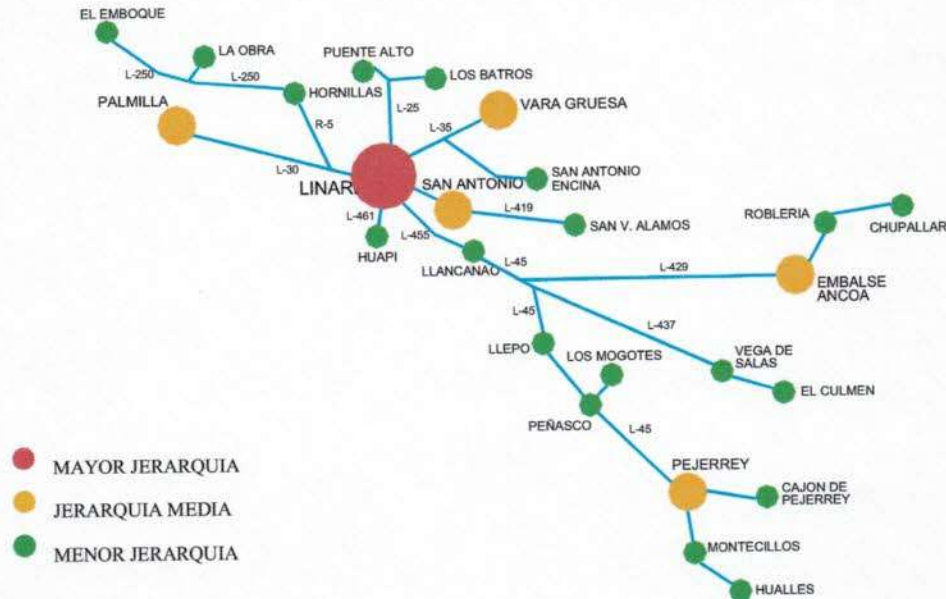 EL EMBOQUE
LA OBRA
L-250
L-250
HORNILLAS
PALMILLA
R-5
L-30
PUENTE ALTO
LOS BATROS
L-25
VARA GRUESA
L-35
SAN ANTONIO
ENCINA
LINAR
SAN ANTONIO
L-419
SAN V. ALAMOS
L-461
HUAPI
L-455
LLANCANAO
L-45
L-429
ROBLERIA
CHUPALLAR
EMBALSE
ANCOA
L-45
L-437
LLEPO
LOS MOGOTES
VEGA DE
SALAS
EL CULMEN
PEÑASCO
L-45
PEJERREY
CAJON DE
PEJERREY
MONTECILLOS
HUALLES
MAYOR JERARQUIA
JERARQUIA MEDIA
MENOR JERARQUIA